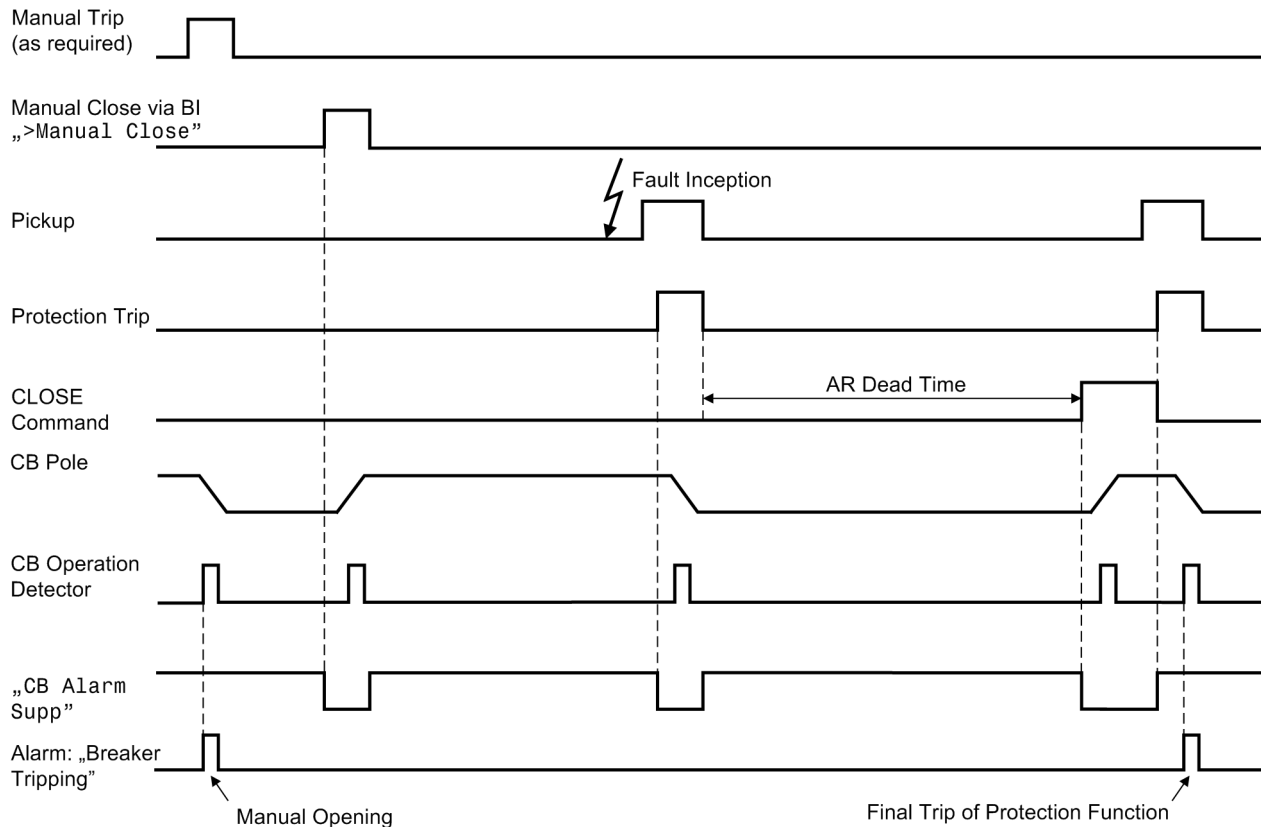 Manual Trip
(as required)
Manual Close via BI
„>Manual Close”
Fault Inception
Pickup
Protection Trip
AR Dead Time
CLOSE
Command
CB Pole
CB Operation
Detector
„CB Alarm
Supp”
Alarm: „Breaker
Tripping”
Manual Opening
Final Trip of Protection Function